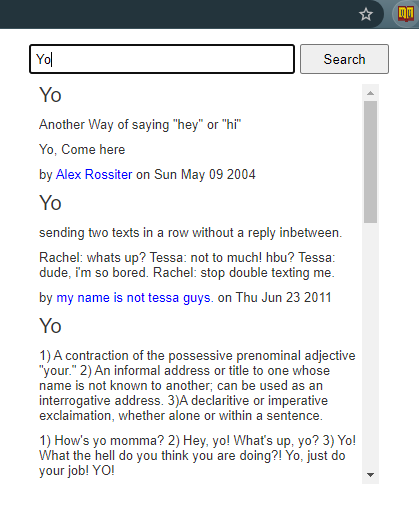 Yo
Search
Yo
Another Way of saying "hey" or "hi"
Yo, Come here
by Alex Rossiter on Sun May 09 2004
Yo
sending two texts in a row without a reply inbetween.
Rachel: whats up? Tessa: not to much! hbu? Tessa:
dude, i'm so bored. Rachel: stop double texting me.
by my name is not tessa guys. on Thu Jun 23 2011
Yo
1) A contraction of the possessive prenominal adjective
"your." 2) An informal address or title to one whose
name is not known to another; can be used as an
interrogative address. 3)A declaritive or imperative
exclaimation, whether alone or within a sentence.
1) How's yo momma? 2) Hey, yo! What's up, yo? 3) Yo!
What the hell do you think you are doing?! Yo, just do
your job! YO!